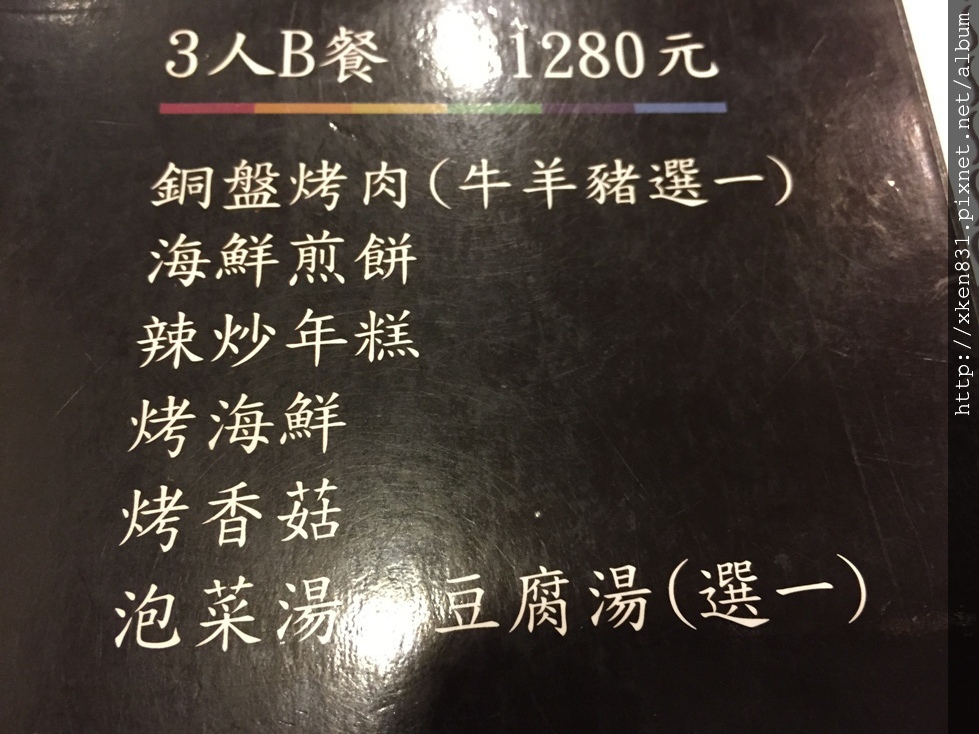 3人B餐 1280元
銅盤烤肉(牛羊豬選一)
海鮮煎餅
辣炒年糕
烤海鮮
烤香菇
泡菜湯 豆腐湯(選一)
http://xken831.pixnet.net/album